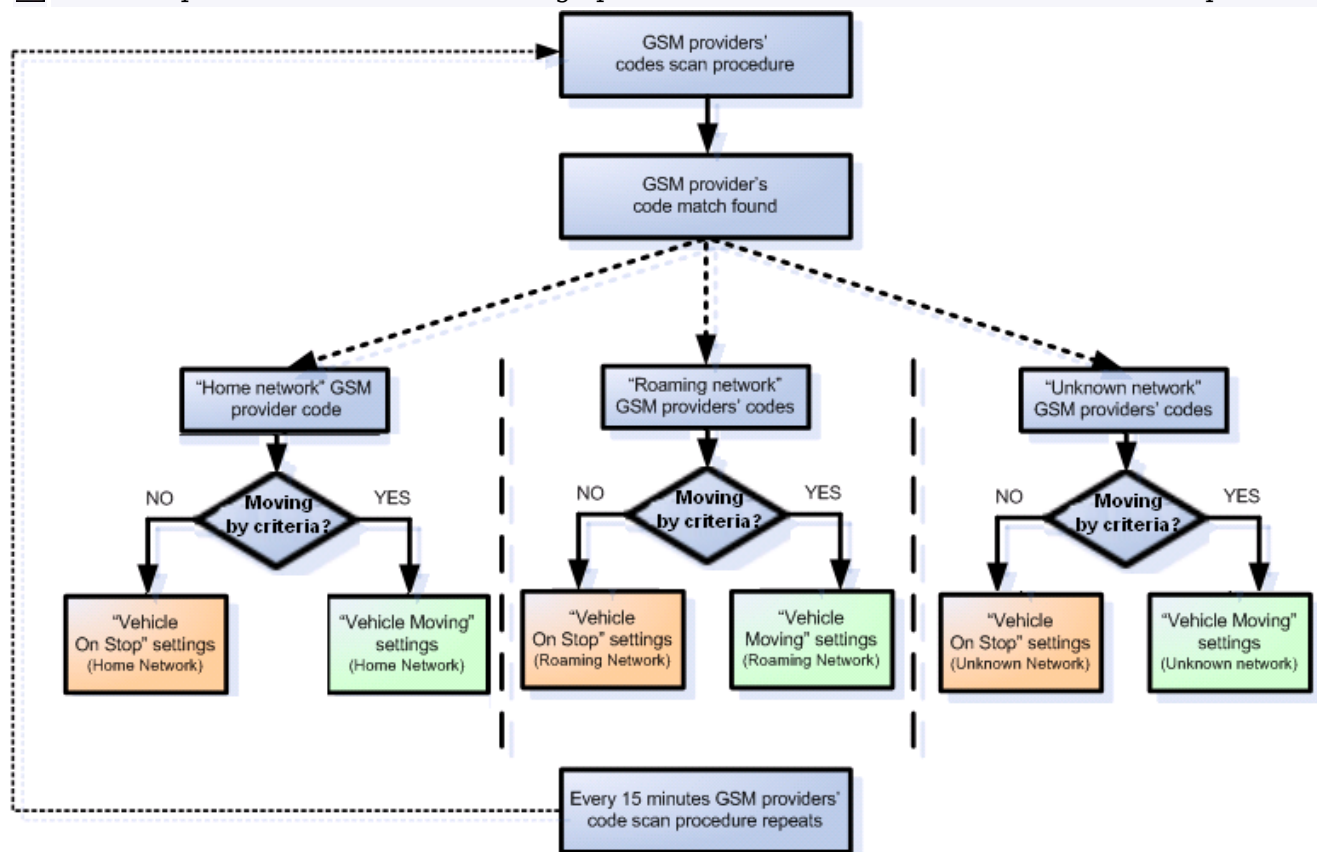 GSM providers'
codes scan procedure
GSM provider's
code match found
"Home network" GSM
provider code
"Roaming network"
GSM providers' codes
"Unknown network"
GSM providers' codes
NO
Moving
by criteria?
YES
NO
Moving
by criteria?
YES
NO
Moving
by criteria?
YES
"Vehicle
On Stop" settings
(Home Network)
"Vehicle Moving"
settings
(Home Network)
"Vehicle
On Stop" settings
(Roaming Network)
"Vehicle
Moving" settings
(Roaming Network)
"Vehicle
On Stop" settings
(Unknown Network)
"Vehicle Moving"
settings
(Unknown network)
Every 15 minutes GSM providers'
code scan procedure repeats